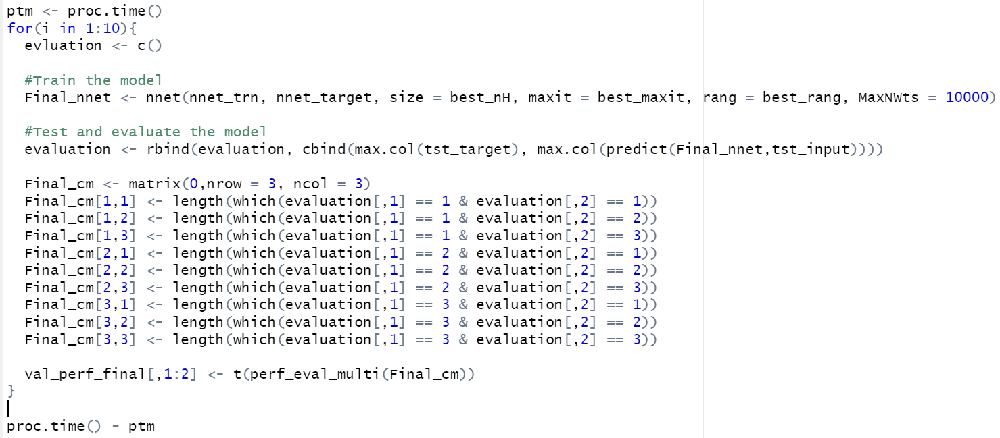 ptm <- proc.time()
for(i in 1:10){
evluation <- c()
#Train the model
Final_nnet <- nnet(nnet_trn, nnet_target, size = best_nH, maxit = best_maxit, rang = best_rang, MaxNWts = 10000)
#Test and evaluate the model
evaluation <- rbind(evaluation, cbind(max.col(tst_target), max.col(predict(Final_nnet,tst_input))))
Final_cm <- matrix(0,nrow = 3, ncol = 3)
Final_cm[1,1] <- length(which(evaluation[,1] == 1 & evaluation[,2] == 1))
Final_cm[1,2] <- length(which(evaluation[,1] == 1 & evaluation[,2] == 2))
Final_cm[1,3] <- length(which(evaluation[,1] == 1 & evaluation[,2] == 3))
Final_cm[2,1] <- length(which(evaluation[,1] == 2 & evaluation[,2] == 1))
Final_cm[2,2] <- length(which(evaluation[,1] == 2 & evaluation[,2] == 2))
Final_cm[2,3] <- length(which(evaluation[,1] == 2 & evaluation[,2] == 3))
Final_cm[3,1] <- length(which(evaluation[,1] == 3 & evaluation[,2] == 1))
Final_cm[3,2] <- length(which(evaluation[,1] == 3 & evaluation[,2] == 2))
Final_cm[3,3] <- length(which(evaluation[,1] == 3 & evaluation[,2] == 3))
val_perf_final[,1:2] <- t(perf_eval_multi(Final_cm))
}
proc.time() - ptm